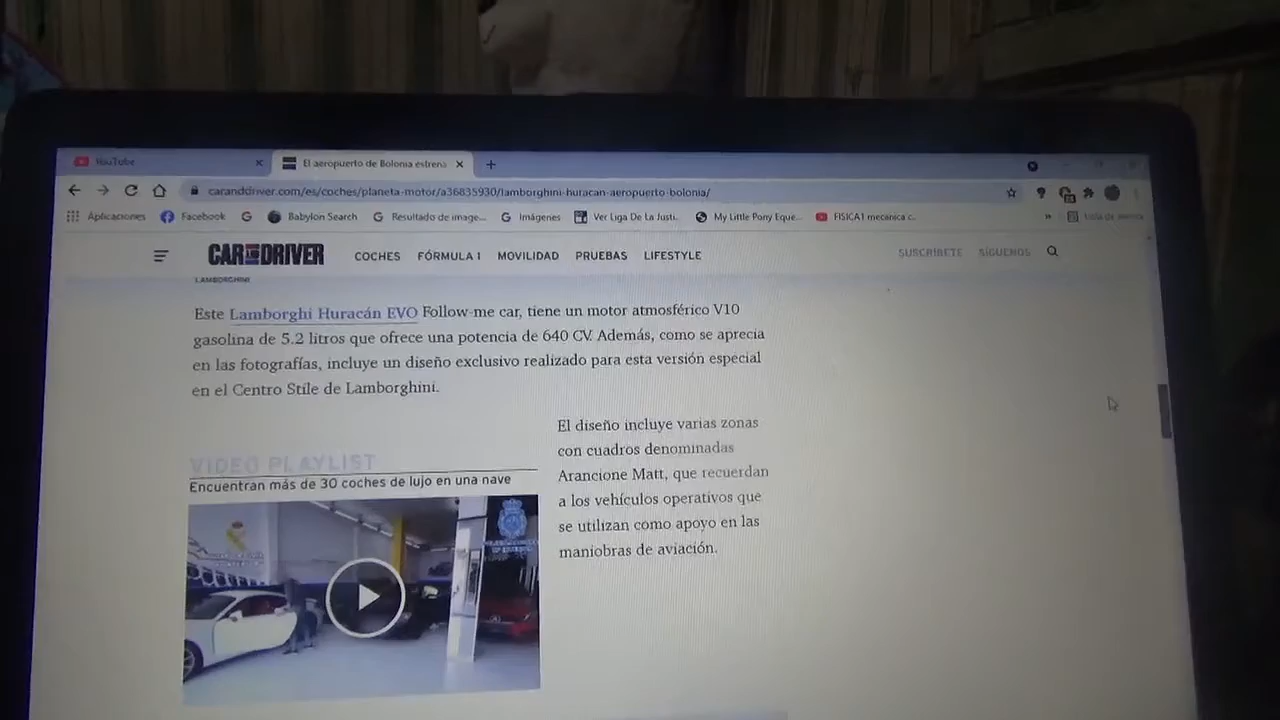 YouTube
El aeropuerto de Bolonia estrena
caranddriver.com/es/coches/planeta-motor/a36835930/lamborghini-huracan-aeropuerto-bolonia/
Aplicaciones Facebook Babylon Search Resultado de image... Imágenes Ver Liga De La Justi... My Little Pony Eque... FISICA1 mecanica c... » Lista de lectura
CAR AND DRIVER COCHES FÓRMULA 1 MOVILIDAD PRUEBAS LIFESTYLE SUSCRÍBETE SÍGUENOS
LAMBORGHINI
Este Lamborghi Huracán EVO Follow-me car, tiene un motor atmosférico V10
gasolina de 5.2 litros que ofrece una potencia de 640 CV. Además, como se aprecia
en las fotografías, incluye un diseño exclusivo realizado para esta versión especial
en el Centro Stile de Lamborghini.
VIDEO PLAYLIST
Encuentran más de 30 coches de lujo en una nave
El diseño incluye varias zonas
con cuadros denominadas
Arancione Matt, que recuerdan
a los vehículos operativos que
se utilizan como apoyo en las
maniobras de aviación.